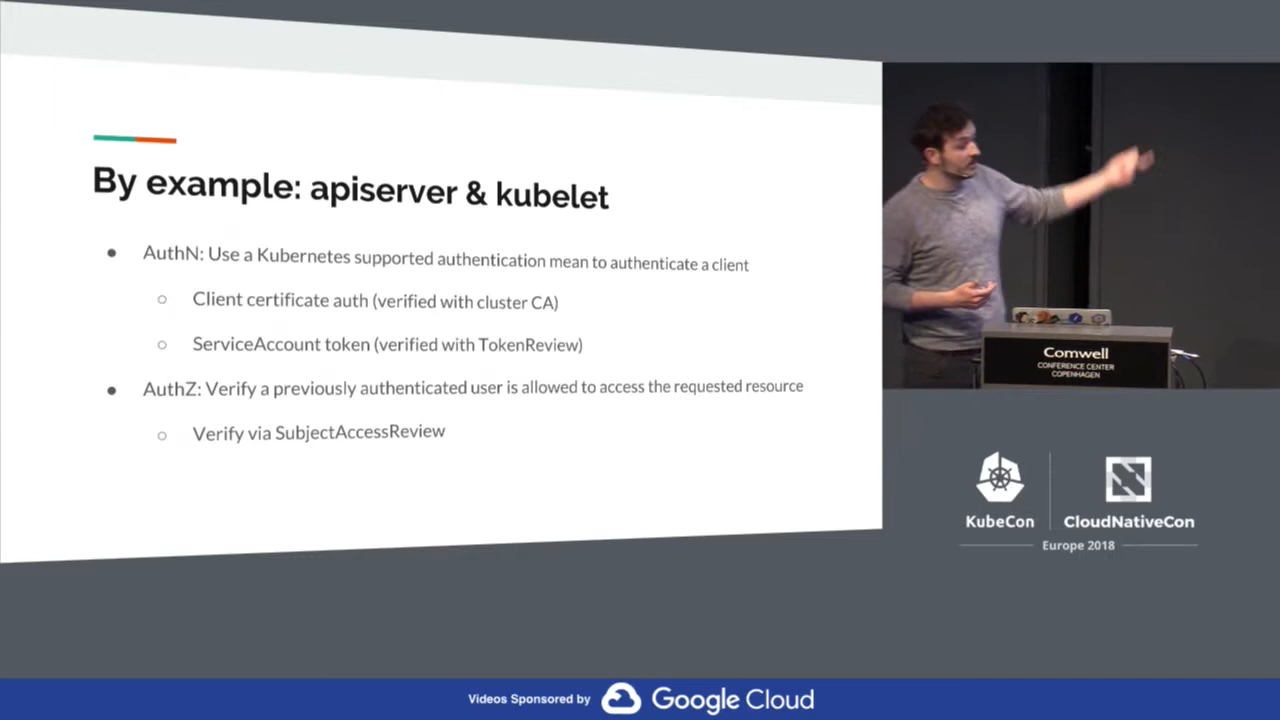 By example: apiserver & kubelet
AuthN: Use a Kubernetes supported authentication mean to authenticate a client
Client certificate auth (verified with cluster CA)
ServiceAccount token (verified with TokenReview)
AuthZ: Verify a previously authenticated user is allowed to access the requested resource
Verify via SubjectAccessReview
Comwell
CONFERENCE CENTER
COPENHAGEN
KubeCon
CloudNativeCon
Europe 2018
Videos Sponsored by Google Cloud